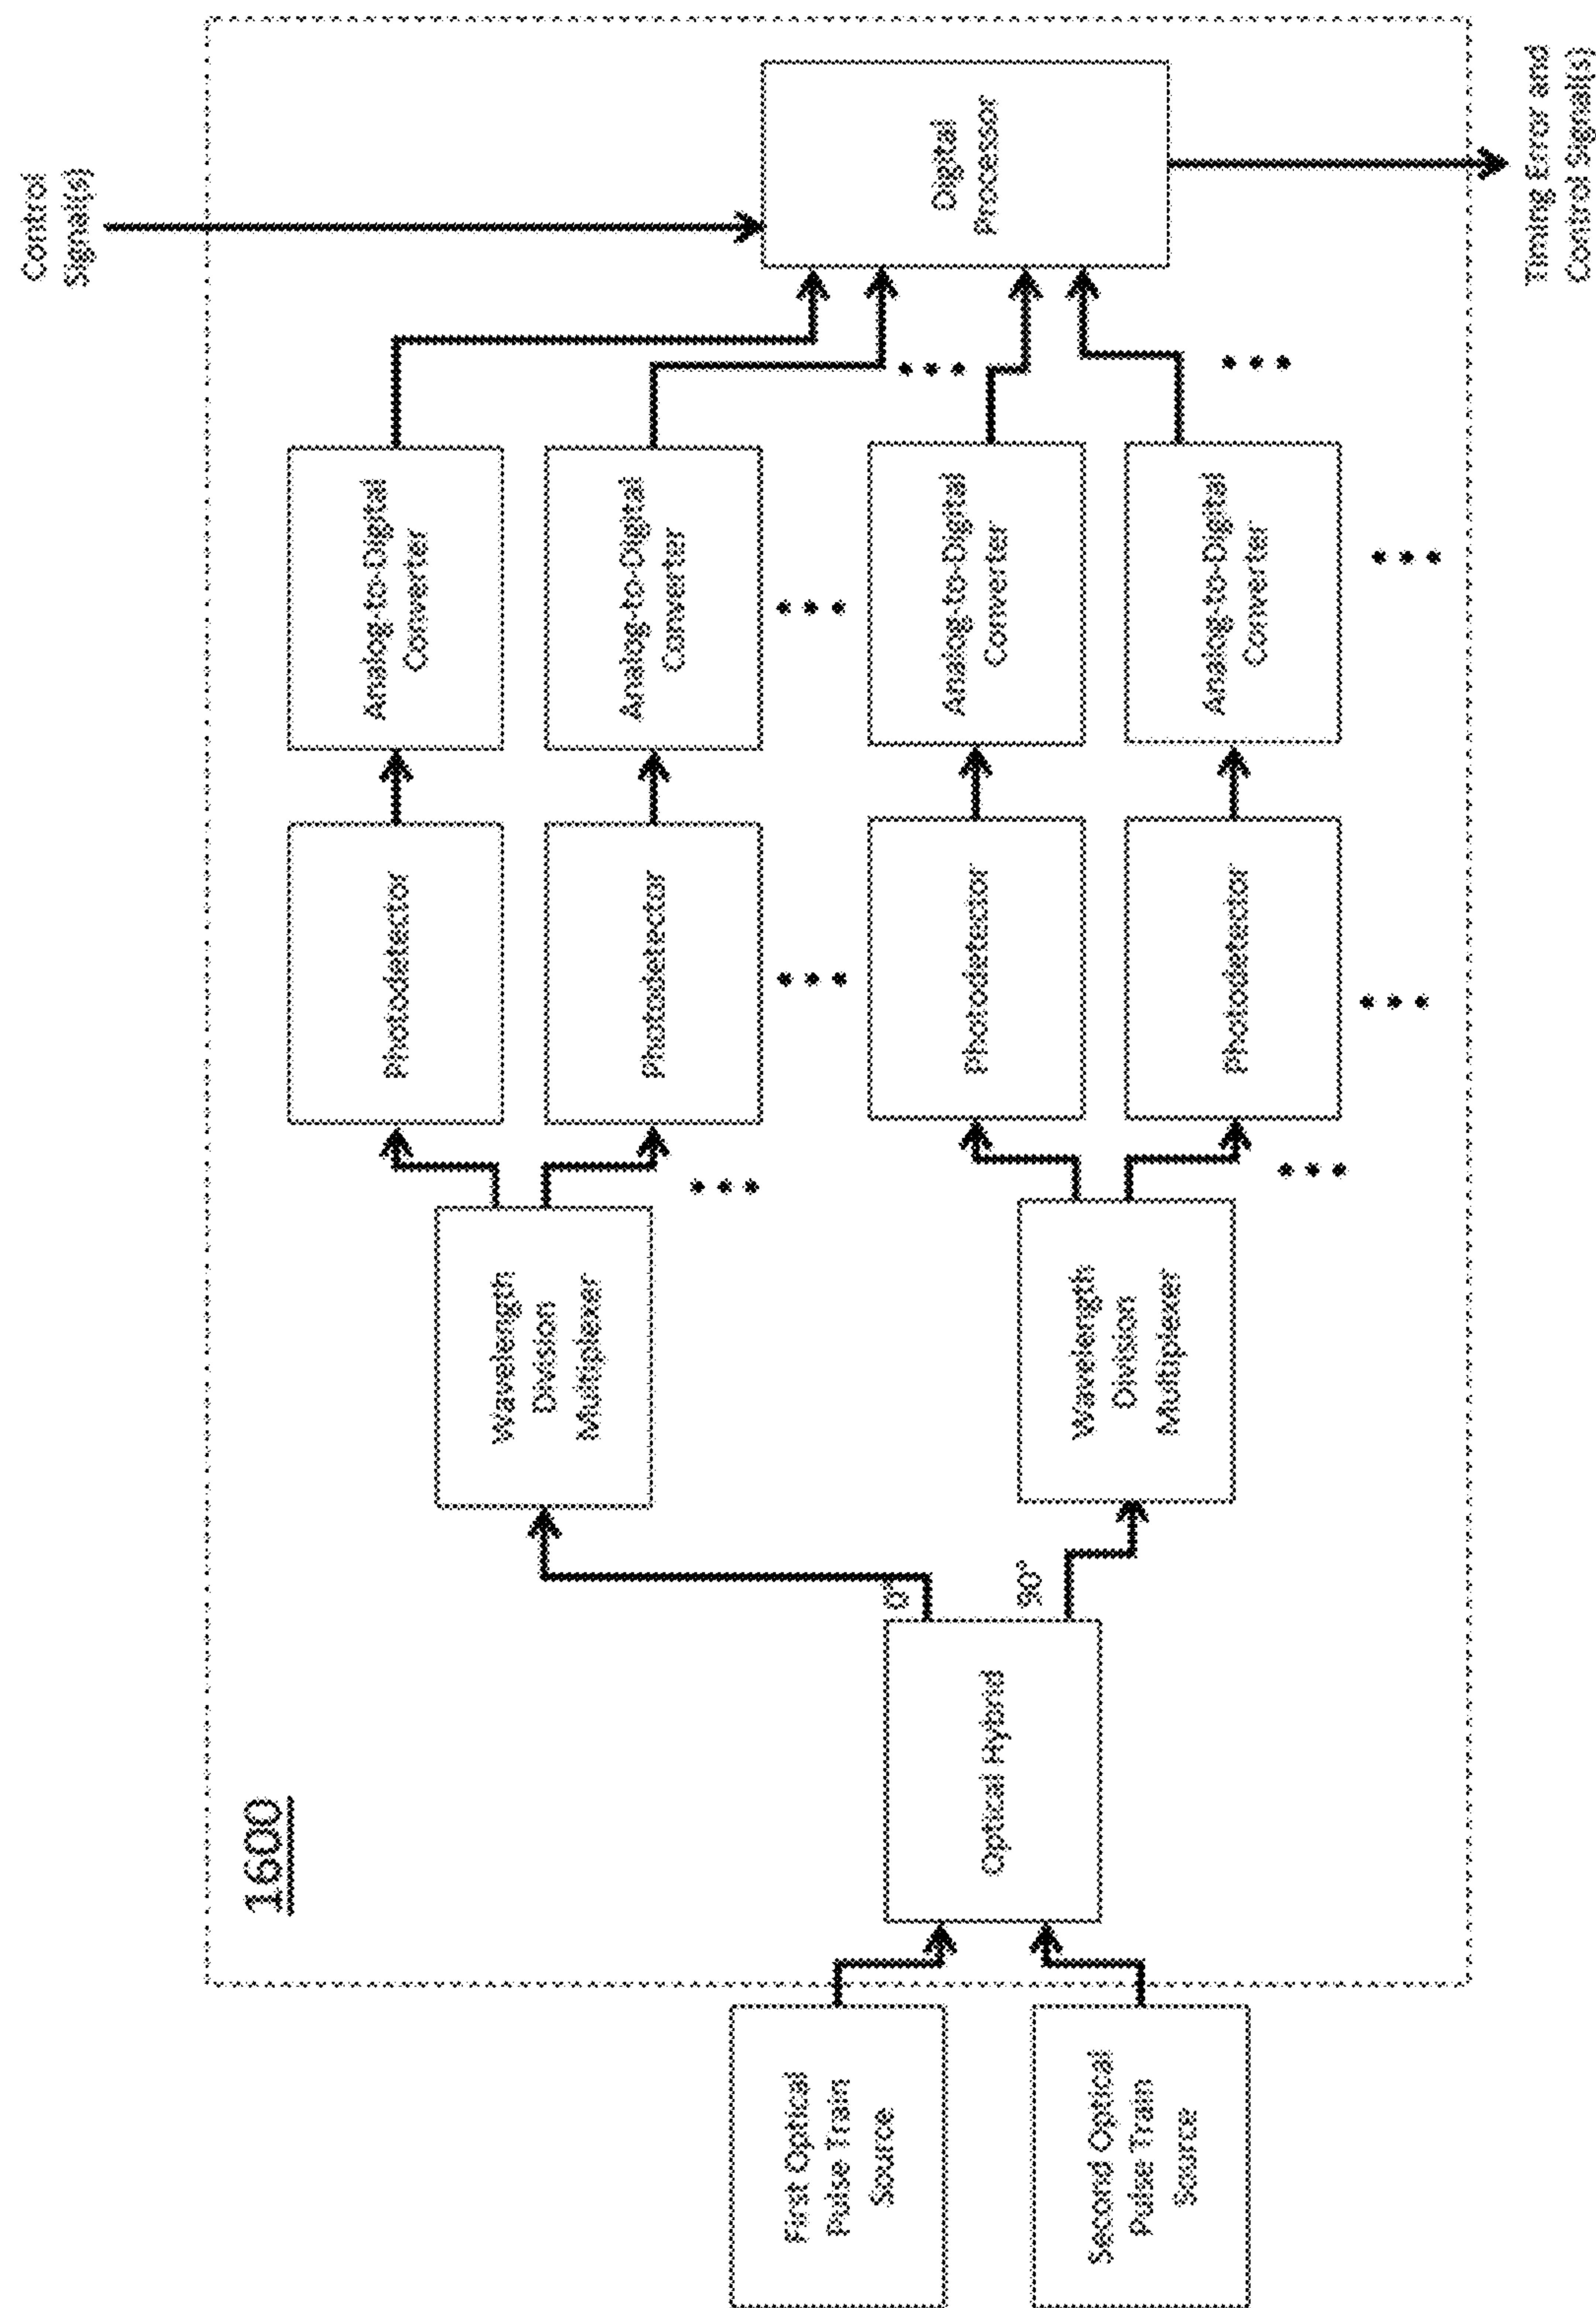 1600
First Optical
Pulse Train
Source
Second Optical
Pulse Train
Source
Optical Hybrid
0°
90°
Wavelength
Division
Multiplexer
Wavelength
Division
Multiplexer
Photodetector
Photodetector
Photodetector
Photodetector
Analog-to-Digital
Converter
Analog-to-Digital
Converter
Analog-to-Digital
Converter
Analog-to-Digital
Converter
Control
Signal(s)
Digital
Processor
Timing Error and
Control Signal(s)